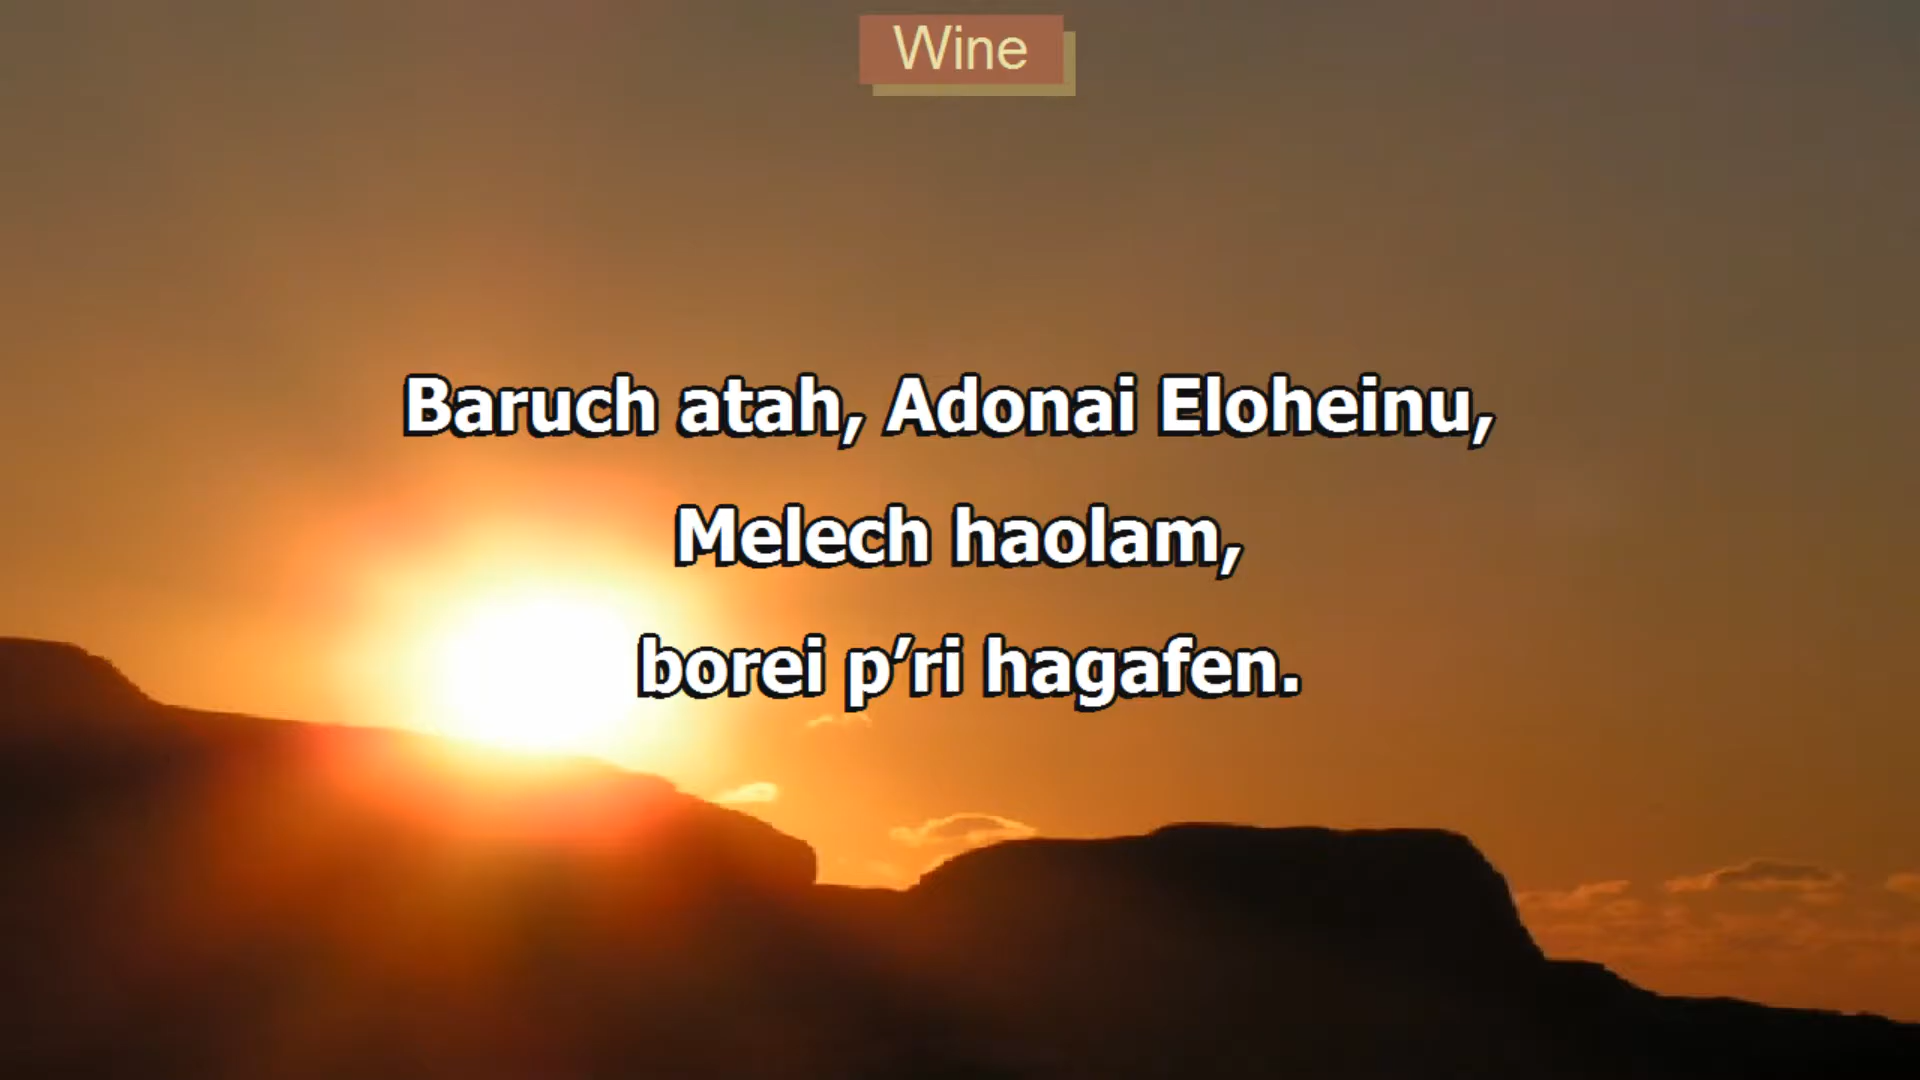 Wine
Baruch atah, Adonai Eloheinu,
Melech haolam,
borei p’ri hagafen.